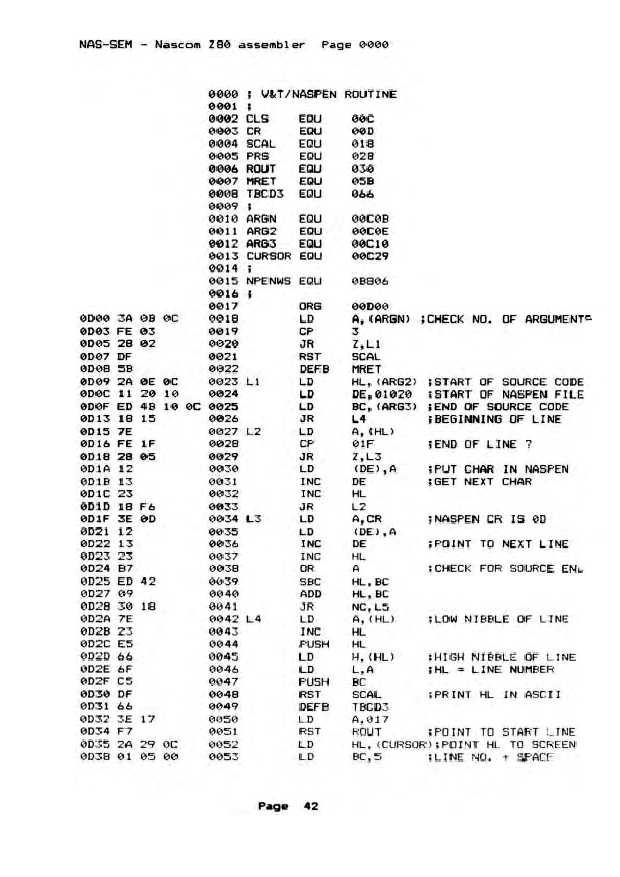 NAS-SEM - Nascom Z80 assembler Page 0000
0000 ; V&T/NASPEN ROUTINE
0001 ;
0002 CLS EQU 00C
0003 CR EQU 00D
0004 SCAL EQU 018
0005 PRS EQU 028
0006 ROUT EQU 030
0007 MRET EQU 05B
0008 TBCD3 EQU 066
0009 ;
0010 ARGN EQU 00C0B
0011 ARG2 EQU 00C0E
0012 ARG3 EQU 00C10
0013 CURSOR EQU 00C29
0014 ;
0015 NPENWS EQU 0B806
0016 ;
0017 ORG 00D00
0D00 3A 0B 0C 0018 LD A,(ARGN) ;CHECK NO. OF ARGUMENTS
0D03 FE 03 0019 CP 3
0D05 28 02 0020 JR Z,L1
0D07 DF 0021 RST SCAL
0D08 5B 0022 DEFB MRET
0D09 2A 0E 0C 0023 L1 LD HL,(ARG2) ;START OF SOURCE CODE
0D0C 11 20 10 0024 LD DE,01020 ;START OF NASPEN FILE
0D0F ED 4B 10 0C 0025 LD BC,(ARG3) ;END OF SOURCE CODE
0D13 18 15 0026 JR L4 ;BEGINNING OF LINE
0D15 7E 0027 L2 LD A,(HL)
0D16 FE 1F 0028 CP 01F ;END OF LINE ?
0D18 28 05 0029 JR Z,L3
0D1A 12 0030 LD (DE),A ;PUT CHAR IN NASPEN
0D1B 13 0031 INC DE ;GET NEXT CHAR
0D1C 23 0032 INC HL
0D1D 18 F6 0033 JR L2
0D1F 3E 0D 0034 L3 LD A,CR ;NASPEN CR IS 0D
0D21 12 0035 LD (DE),A
0D22 13 0036 INC DE ;POINT TO NEXT LINE
0D23 23 0037 INC HL
0D24 B7 0038 OR A ;CHECK FOR SOURCE END
0D25 ED 42 0039 SBC HL,BC
0D27 09 0040 ADD HL,BC
0D28 30 18 0041 JR NC,L5
0D2A 7E 0042 L4 LD A,(HL) ;LOW NIBBLE OF LINE
0D2B 23 0043 INC HL
0D2C E5 0044 PUSH HL
0D2D 66 0045 LD H,(HL) ;HIGH NIBBLE OF LINE
0D2E 6F 0046 LD L,A ;HL = LINE NUMBER
0D2F C5 0047 PUSH BC
0D30 DF 0048 RST SCAL ;PRINT HL IN ASCII
0D31 66 0049 DEFB TBCD3
0D32 3E 17 0050 LD A,017
0D34 F7 0051 RST ROUT ;POINT TO START LINE
0D35 2A 29 0C 0052 LD HL,(CURSOR);POINT HL TO SCREEN
0D38 01 05 00 0053 LD BC,5 ;LINE NO. + SPACE
Page 42